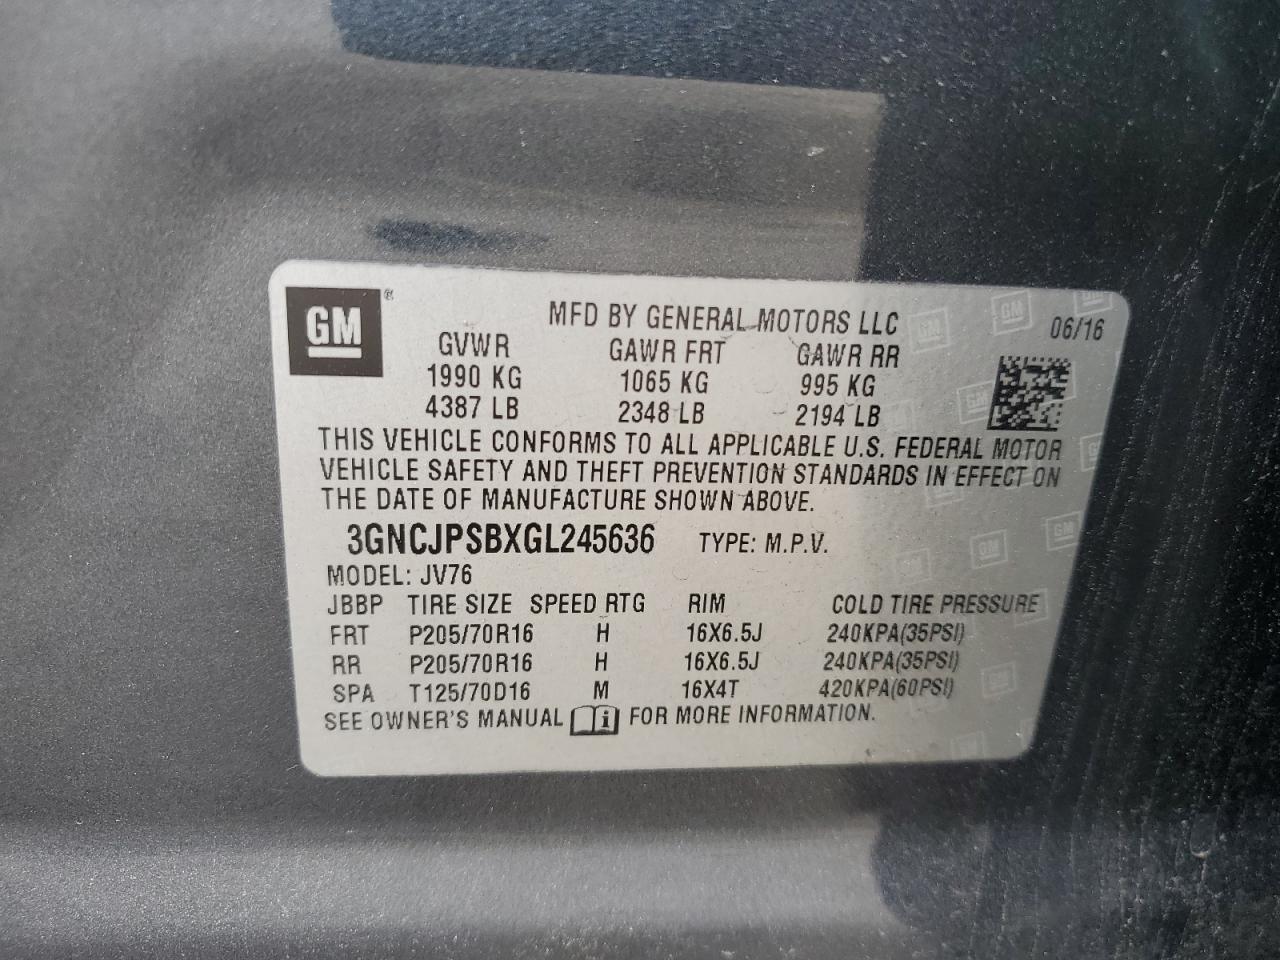 GM ®
MFD BY GENERAL MOTORS LLC 06/16
GVWR GAWR FRT GAWR RR
1990 KG 1065 KG 995 KG
4387 LB 2348 LB 2194 LB
THIS VEHICLE CONFORMS TO ALL APPLICABLE U.S. FEDERAL MOTOR
VEHICLE SAFETY AND THEFT PREVENTION STANDARDS IN EFFECT ON
THE DATE OF MANUFACTURE SHOWN ABOVE.
3GNCJPSBXGL245636 TYPE: M.P.V.
MODEL: JV76
JBBP TIRE SIZE SPEED RTG RIM COLD TIRE PRESSURE
FRT P205/70R16 H 16X6.5J 240KPA(35PSI)
RR P205/70R16 H 16X6.5J 240KPA(35PSI)
SPA T125/70D16 M 16X4T 420KPA(60PSI)
SEE OWNER'S MANUAL i FOR MORE INFORMATION.